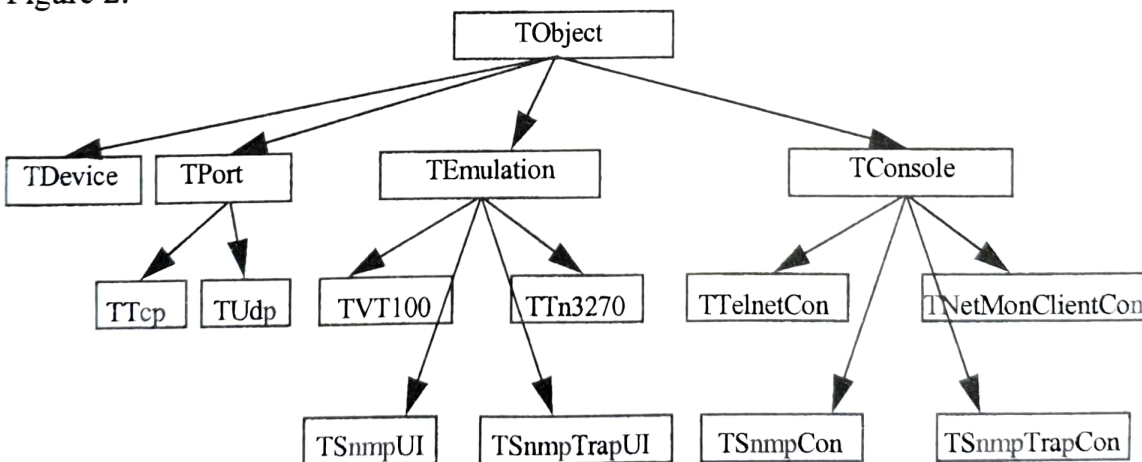 Figure 2.
TObject
TDevice TPort TEmulation TConsole
TTcp TUdp TVT100 TTn3270 TTelnetCon TNetMonClientCon
TSnmpUI TSnmpTrapUI TSnmpCon TSnmpTrapCon